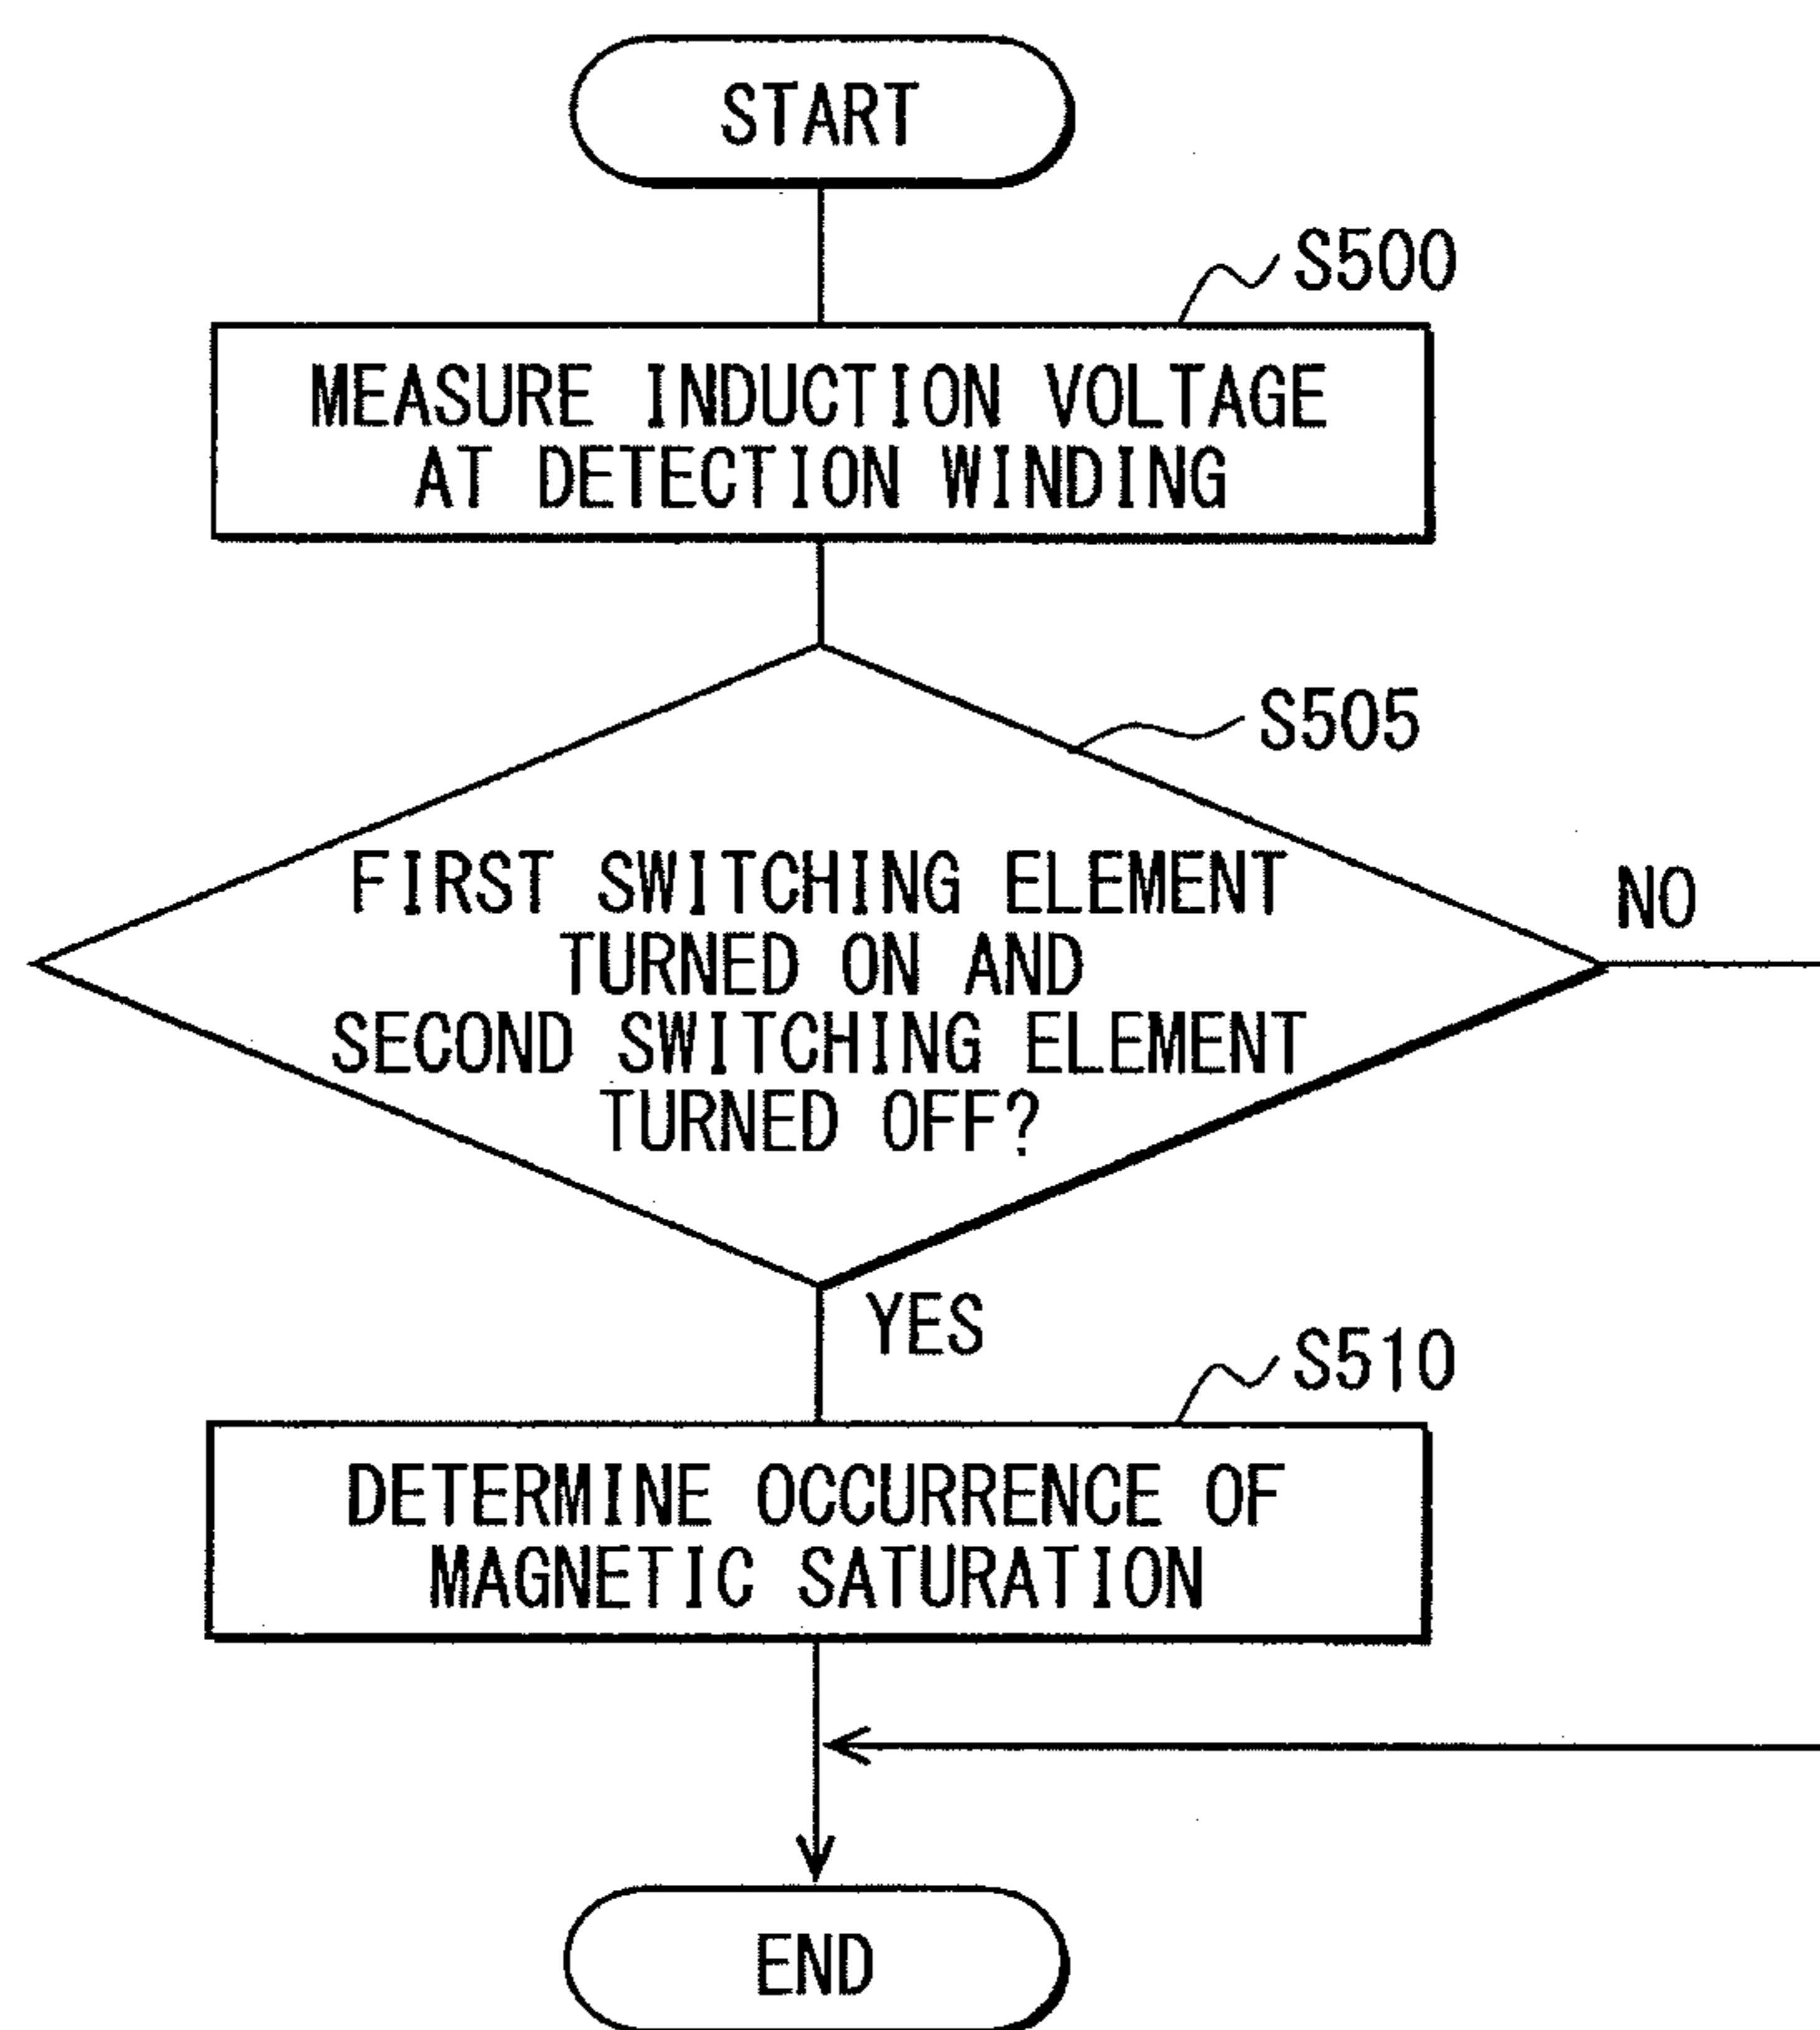 START
S500
MEASURE INDUCTION VOLTAGE
AT DETECTION WINDING
S505
FIRST SWITCHING ELEMENT
TURNED ON AND
SECOND SWITCHING ELEMENT
TURNED OFF?
NO
YES
S510
DETERMINE OCCURRENCE OF
MAGNETIC SATURATION
END